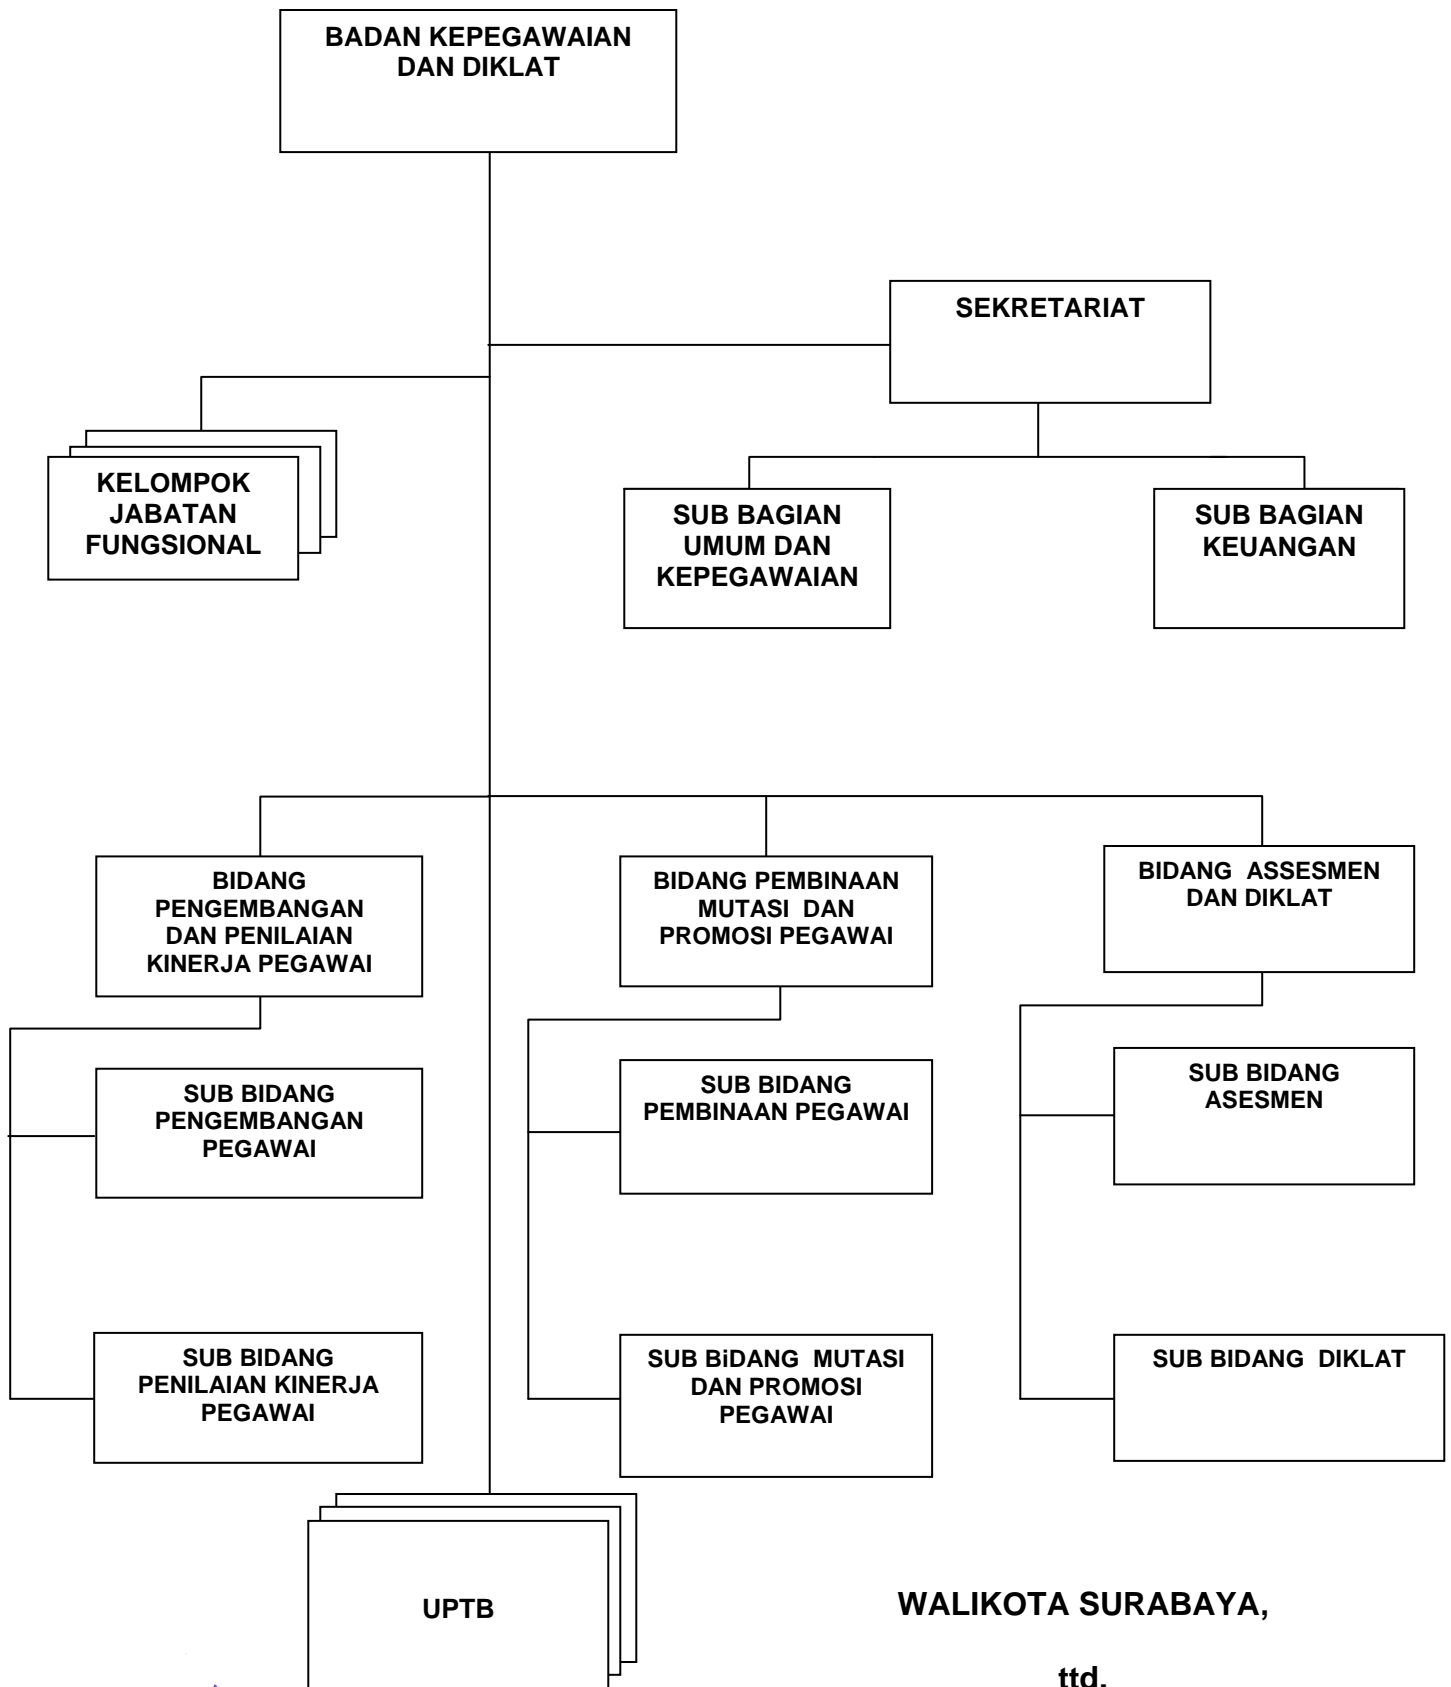 BADAN KEPEGAWAIAN
DAN DIKLAT
SEKRETARIAT
KELOMPOK
JABATAN
FUNGSIONAL
SUB BAGIAN
UMUM DAN
KEPEGAWAIAN
SUB BAGIAN
KEUANGAN
BIDANG
PENGEMBANGAN
DAN PENILAIAN
KINERJA PEGAWAI
BIDANG PEMBINAAN
MUTASI DAN
PROMOSI PEGAWAI
BIDANG ASSESMEN
DAN DIKLAT
SUB BIDANG
PENGEMBANGAN
PEGAWAI
SUB BIDANG
PEMBINAAN PEGAWAI
SUB BIDANG
ASESMEN
SUB BIDANG
PENILAIAN KINERJA
PEGAWAI
SUB BiDANG MUTASI
DAN PROMOSI
PEGAWAI
SUB BIDANG DIKLAT
UPTB
WALIKOTA SURABAYA,
ttd.